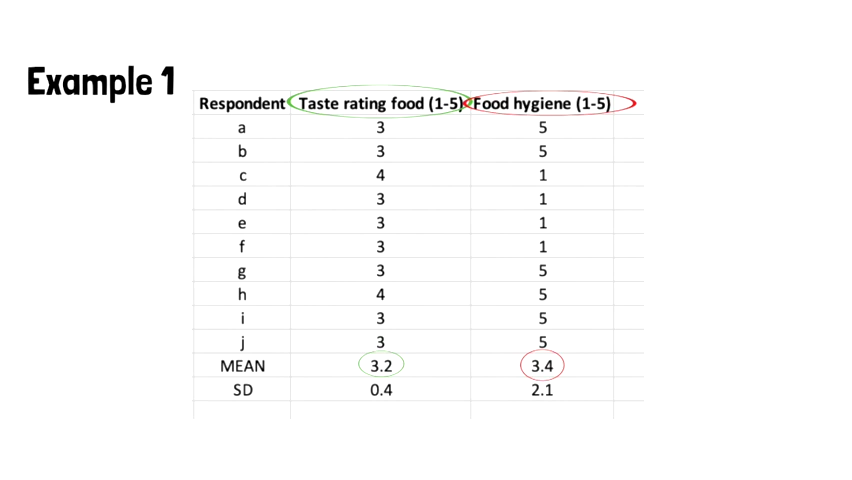 Example 1
Respondent Taste rating food (1-5) Food hygiene (1-5)
a 3 5
b 3 5
c 4 1
d 3 1
e 3 1
f 3 1
g 3 5
h 4 5
i 3 5
j 3 5
MEAN 3.2 3.4
SD 0.4 2.1